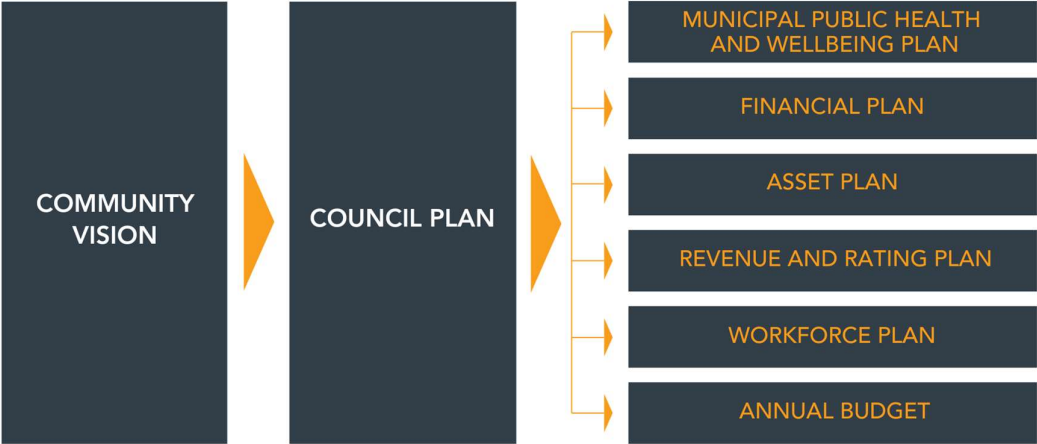 COMMUNITY
VISION
COUNCIL PLAN
MUNICIPAL PUBLIC HEALTH
AND WELLBEING PLAN
FINANCIAL PLAN
ASSET PLAN
REVENUE AND RATING PLAN
WORKFORCE PLAN
ANNUAL BUDGET